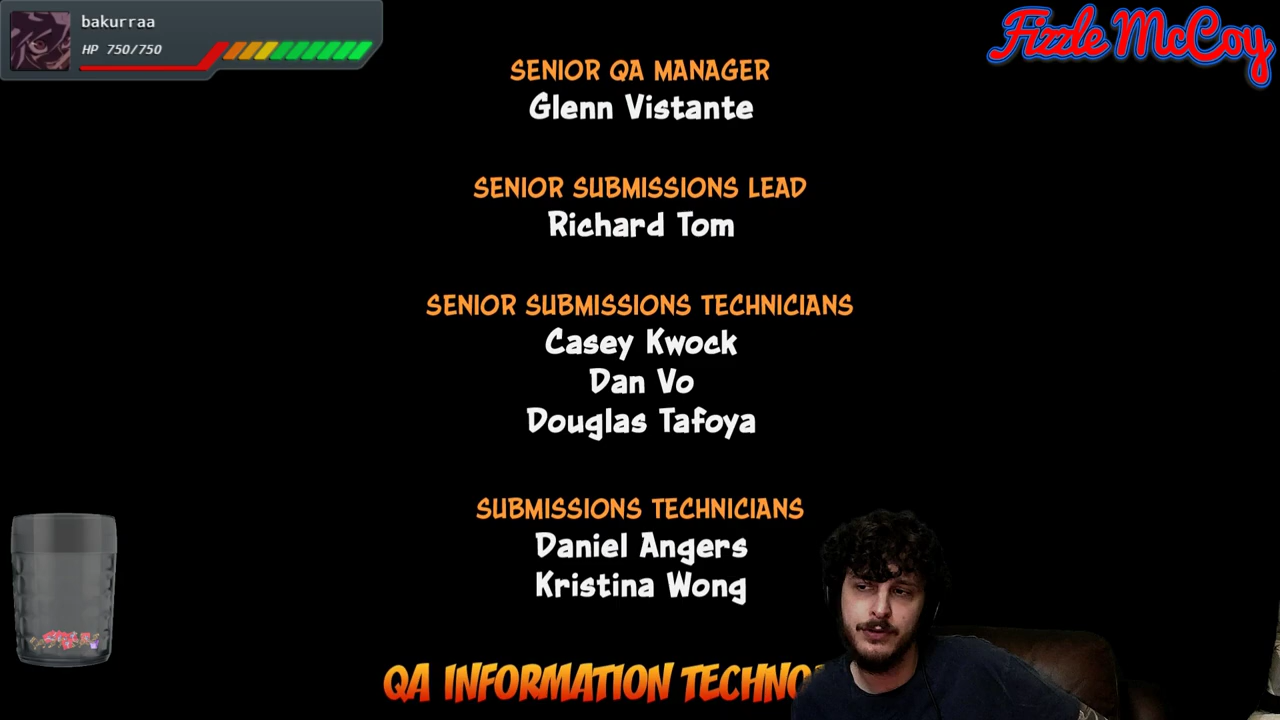 bakurraa
HP 750/750
Fizzle McCoy
SENIOR QA MANAGER
Glenn Vistante
SENIOR SUBMISSIONS LEAD
Richard Tom
SENIOR SUBMISSIONS TECHNICIANS
Casey Kwock
Dan Vo
Douglas Tafoya
SUBMISSIONS TECHNICIANS
Daniel Angers
Kristina Wong
QA INFORMATION TECHNO